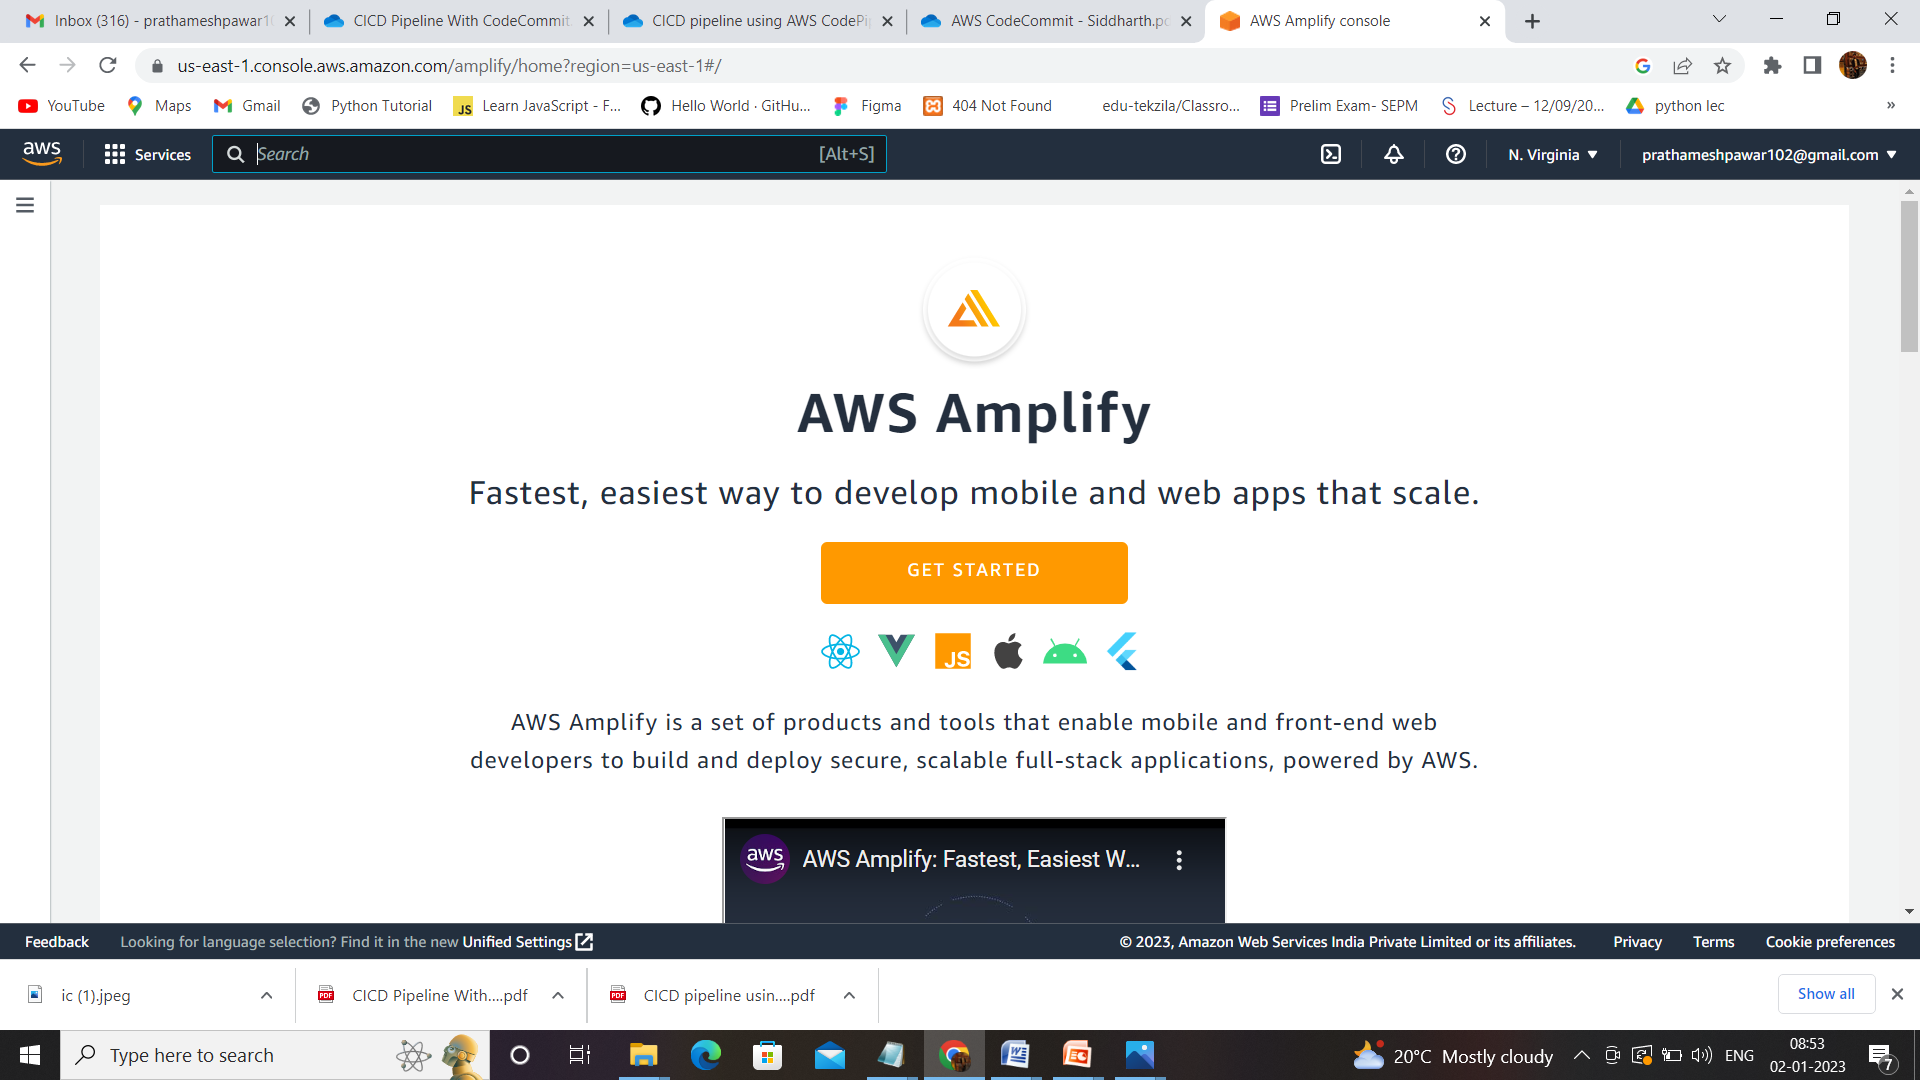 Inbox (316) - prathameshpawar10
CICD Pipeline With CodeCommit.
CICD pipeline using AWS CodePip
AWS CodeCommit - Siddharth.pd
AWS Amplify console
us-east-1.console.aws.amazon.com/amplify/home?region=us-east-1#/
YouTube
Maps
Gmail
Python Tutorial
Learn JavaScript - F...
Hello World · GitHu...
Figma
404 Not Found
edu-tekzila/Classro...
Prelim Exam- SEPM
Lecture – 12/09/20...
python lec
»
aws
Services
Search
[Alt+S]
N. Virginia
prathameshpawar102@gmail.com
AWS Amplify
Fastest, easiest way to develop mobile and web apps that scale.
GET STARTED
JS
AWS Amplify is a set of products and tools that enable mobile and front-end web
developers to build and deploy secure, scalable full-stack applications, powered by AWS.
aws
AWS Amplify: Fastest, Easiest W...
Feedback
Looking for language selection? Find it in the new Unified Settings
© 2023, Amazon Web Services India Private Limited or its affiliates.
Privacy
Terms
Cookie preferences
ic (1).jpeg
CICD Pipeline With....pdf
CICD pipeline usin....pdf
Show all
Type here to search
20°C Mostly cloudy
ENG
08:53
02-01-2023
7